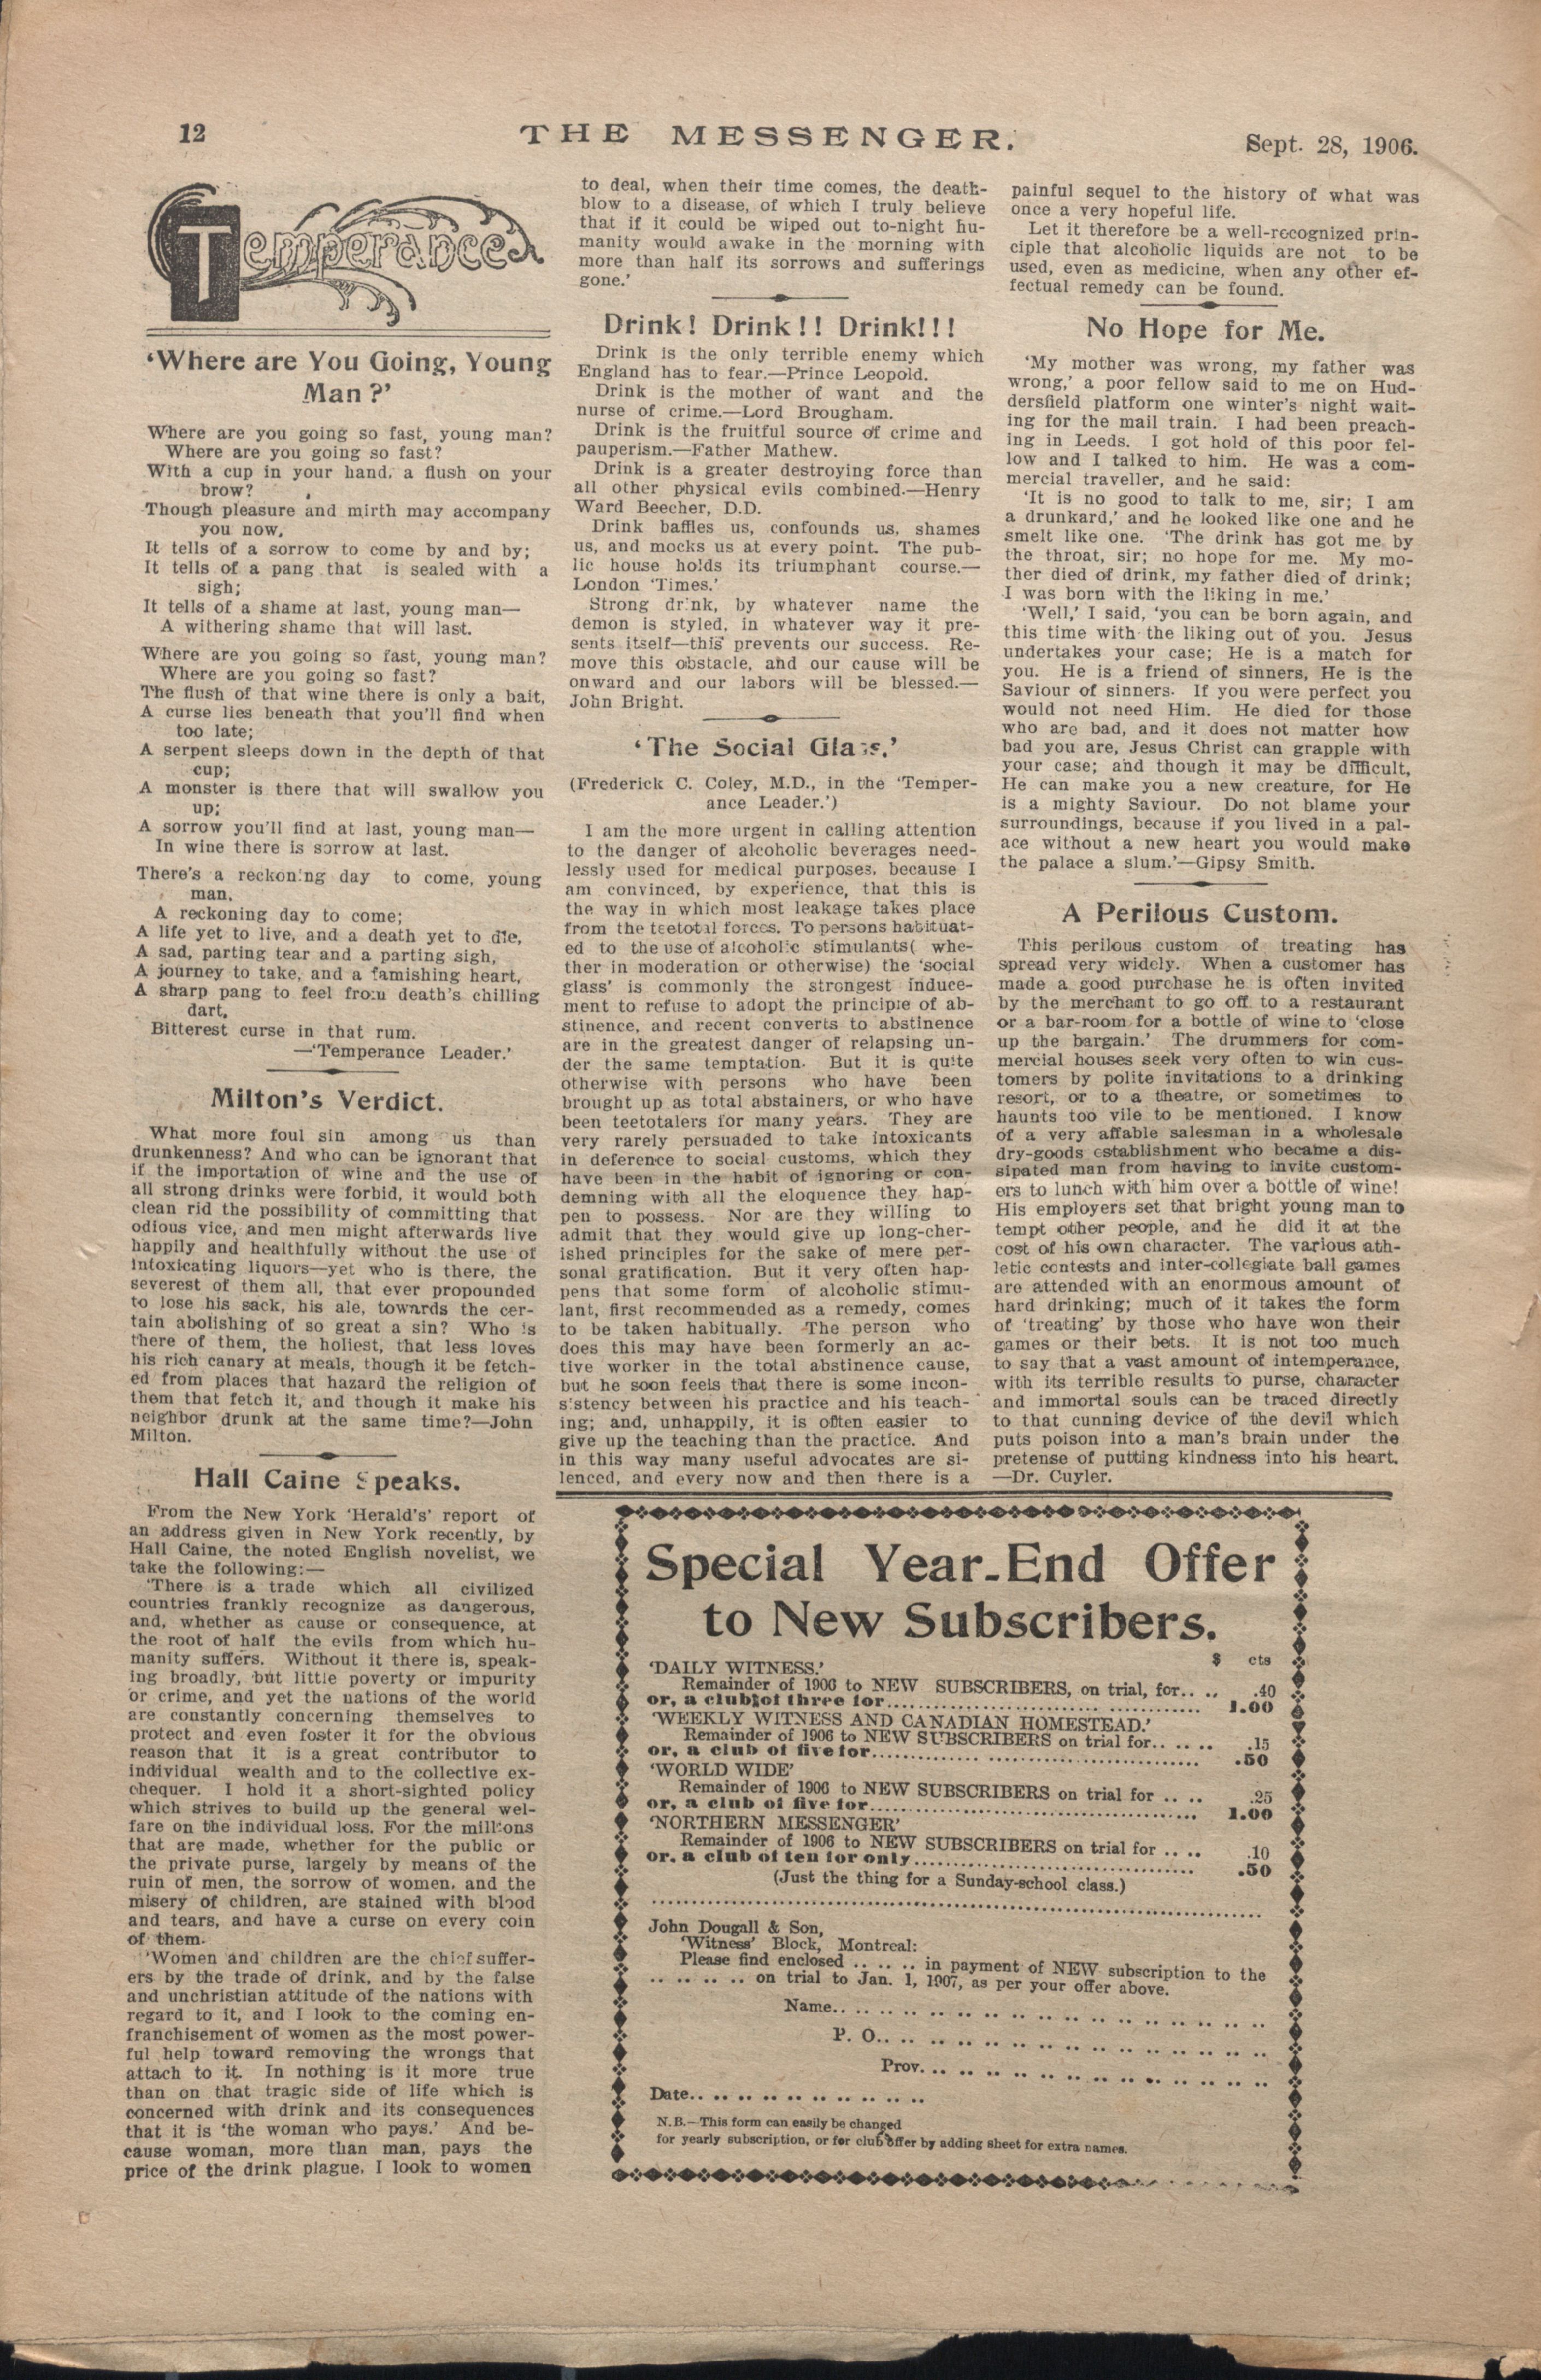 12
THE MESSENGER.
Sept. 28, 1906.
Temperance
'Where are You Going, Young
Man?'
Where are you going so fast, young man?
Where are you going so fast?
With a cup in your hand, a flush on your
brow?
Though pleasure and mirth may accompany
you now,
It tells of a sorrow to come by and by;
It tells of a pang that is sealed with a
sigh;
It tells of a shame at last, young man—
A withering shame that will last.
Where are you going so fast, young man?
Where are you going so fast?
The flush of that wine there is only a bait,
A curse lies beneath that you'll find when
too late;
A serpent sleeps down in the depth of that
cup;
A monster is there that will swallow you
up;
A sorrow you'll find at last, young man—
In wine there is sorrow at last.
There's a reckoning day to come, young
man,
A reckoning day to come;
A life yet to live, and a death yet to die,
A sad, parting tear and a parting sigh,
A journey to take, and a famishing heart,
A sharp pang to feel from death's chilling
dart,
Bitterest curse in that rum.
—'Temperance Leader.'
Milton's Verdict.
What more foul sin among us than
drunkenness? And who can be ignorant that
if the importation of wine and the use of
all strong drinks were forbid, it would both
clean rid the possibility of committing that
odious vice, and men might afterwards live
happily and healthfully without the use of
intoxicating liquors—yet who is there, the
severest of them all, that ever propounded
to lose his sack, his ale, towards the cer-
tain abolishing of so great a sin? Who is
there of them, the holiest, that less loves
his rich canary at meals, though it be fetch-
ed from places that hazard the religion of
them that fetch it, and though it make his
neighbor drunk at the same time?—John
Milton.
Hall Caine Speaks.
From the New York 'Herald's' report of
an address given in New York recently, by
Hall Caine, the noted English novelist, we
take the following:—
'There is a trade which all civilized
countries frankly recognize as dangerous,
and, whether as cause or consequence, at
the root of half the evils from which hu-
manity suffers. Without it there is, speak-
ing broadly, but little poverty or impurity
or crime, and yet the nations of the world
are constantly concerning themselves to
protect and even foster it for the obvious
reason that it is a great contributor to
individual wealth and to the collective ex-
chequer. I hold it a short-sighted policy
which strives to build up the general wel-
fare on the individual loss. For the millions
that are made, whether for the public or
the private purse, largely by means of the
ruin of men, the sorrow of women, and the
misery of children, are stained with blood
and tears, and have a curse on every coin
of them.
'Women and children are the chief suffer-
ers by the trade of drink, and by the false
and unchristian attitude of the nations with
regard to it, and I look to the coming en-
franchisement of women as the most power-
ful help toward removing the wrongs that
attach to it. In nothing is it more true
than on that tragic side of life which is
concerned with drink and its consequences
that it is 'the woman who pays.' And be-
cause woman, more than man, pays the
price of the drink plague, I look to women
to deal, when their time comes, the death-
blow to a disease, of which I truly believe
that if it could be wiped out to-night hu-
manity would awake in the morning with
more than half its sorrows and sufferings
gone.'
Drink! Drink!! Drink!!!
Drink is the only terrible enemy which
England has to fear.—Prince Leopold.
Drink is the mother of want and the
nurse of crime.—Lord Brougham.
Drink is the fruitful source of crime and
pauperism.—Father Mathew.
Drink is a greater destroying force than
all other physical evils combined.—Henry
Ward Beecher, D.D.
Drink baffles us, confounds us, shames
us, and mocks us at every point. The pub-
lic house holds its triumphant course.—
London 'Times.'
Strong drink, by whatever name the
demon is styled, in whatever way it pre-
sents itself—this prevents our success. Re-
move this obstacle, and our cause will be
onward and our labors will be blessed.—
John Bright.
'The Social Glass.'
(Frederick C. Coley, M.D., in the 'Temper-
ance Leader.')
I am the more urgent in calling attention
to the danger of alcoholic beverages need-
lessly used for medical purposes, because I
am convinced, by experience, that this is
the way in which most leakage takes place
from the teetotal forces. To persons habituat-
ed to the use of alcoholic stimulants( whe-
ther in moderation or otherwise) the 'social
glass' is commonly the strongest induce-
ment to refuse to adopt the principle of ab-
stinence, and recent converts to abstinence
are in the greatest danger of relapsing un-
der the same temptation. But it is quite
otherwise with persons who have been
brought up as total abstainers, or who have
been teetotalers for many years. They are
very rarely persuaded to take intoxicants
in deference to social customs, which they
have been in the habit of ignoring or con-
demning with all the eloquence they hap-
pen to possess. Nor are they willing to
admit that they would give up long-cher-
ished principles for the sake of mere per-
sonal gratification. But it very often hap-
pens that some form of alcoholic stimu-
lant, first recommended as a remedy, comes
to be taken habitually. The person who
does this may have been formerly an ac-
tive worker in the total abstinence cause,
but he soon feels that there is some incon-
sistency between his practice and his teach-
ing; and, unhappily, it is often easier to
give up the teaching than the practice. And
in this way many useful advocates are si-
lenced, and every now and then there is a
painful sequel to the history of what was
once a very hopeful life.
Let it therefore be a well-recognized prin-
ciple that alcoholic liquids are not to be
used, even as medicine, when any other ef-
fectual remedy can be found.
No Hope for Me.
'My mother was wrong, my father was
wrong,' a poor fellow said to me on Hud-
dersfield platform one winter's night wait-
ing for the mail train. I had been preach-
ing in Leeds. I got hold of this poor fel-
low and I talked to him. He was a com-
mercial traveller, and he said:
'It is no good to talk to me, sir; I am
a drunkard,' and he looked like one and he
smelt like one. 'The drink has got me by
the throat, sir; no hope for me. My mo-
ther died of drink, my father died of drink;
I was born with the liking in me.'
'Well,' I said, 'you can be born again, and
this time with the liking out of you. Jesus
undertakes your case; He is a match for
you. He is a friend of sinners, He is the
Saviour of sinners. If you were perfect you
would not need Him. He died for those
who are bad, and it does not matter how
bad you are, Jesus Christ can grapple with
your case; and though it may be difficult,
He can make you a new creature, for He
is a mighty Saviour. Do not blame your
surroundings, because if you lived in a pal-
ace without a new heart you would make
the palace a slum.'—Gipsy Smith.
A Perilous Custom.
This perilous custom of treating has
spread very widely. When a customer has
made a good purchase he is often invited
by the merchant to go off to a restaurant
or a bar-room for a bottle of wine to 'close
up the bargain.' The drummers for com-
mercial houses seek very often to win cus-
tomers by polite invitations to a drinking
resort, or to a theatre, or sometimes to
haunts too vile to be mentioned. I know
of a very affable salesman in a wholesale
dry-goods establishment who became a dis-
sipated man from having to invite custom-
ers to lunch with him over a bottle of wine!
His employers set that bright young man to
tempt other people, and he did it at the
cost of his own character. The various ath-
letic contests and inter-collegiate ball games
are attended with an enormous amount of
hard drinking; much of it takes the form
of 'treating' by those who have won their
games or their bets. It is not too much
to say that a vast amount of intemperance,
with its terrible results to purse, character
and immortal souls can be traced directly
to that cunning device of the devil which
puts poison into a man's brain under the
pretense of putting kindness into his heart.
—Dr. Cuyler.
Special Year-End Offer
to New Subscribers.
$ cts
'DAILY WITNESS.'
Remainder of 1906 to NEW SUBSCRIBERS, on trial, for.. .. .40
or, a club of three for........ 1.00
'WEEKLY WITNESS AND CANADIAN HOMESTEAD.'
Remainder of 1906 to NEW SUBSCRIBERS on trial for.. .. .. .15
or, a club of five for........ .50
'WORLD WIDE'
Remainder of 1906 to NEW SUBSCRIBERS on trial for .. .. .25
or, a club of five for........ 1.00
'NORTHERN MESSENGER'
Remainder of 1906 to NEW SUBSCRIBERS on trial for .. .. .10
or, a club of ten for only........ .50
(Just the thing for a Sunday-school class.)
John Dougall & Son,
'Witness' Block, Montreal:
Please find enclosed .. .. .. in payment of NEW subscription to the
.. .. .. .. .. on trial to Jan. 1, 1907, as per your offer above.
Name.. .. .. .. .. .. .. .. .. .. .. .. .. .. .. ..
P. O.. .. .. .. .. .. .. .. .. .. .. .. .. .. ..
Prov. .. .. .. .. .. .. .. .. .. .. .. .. ..
Date.. .. .. .. .. .. .. .. .. ..
N.B.—This form can easily be changed
for yearly subscription, or for club offer by adding sheet for extra names.